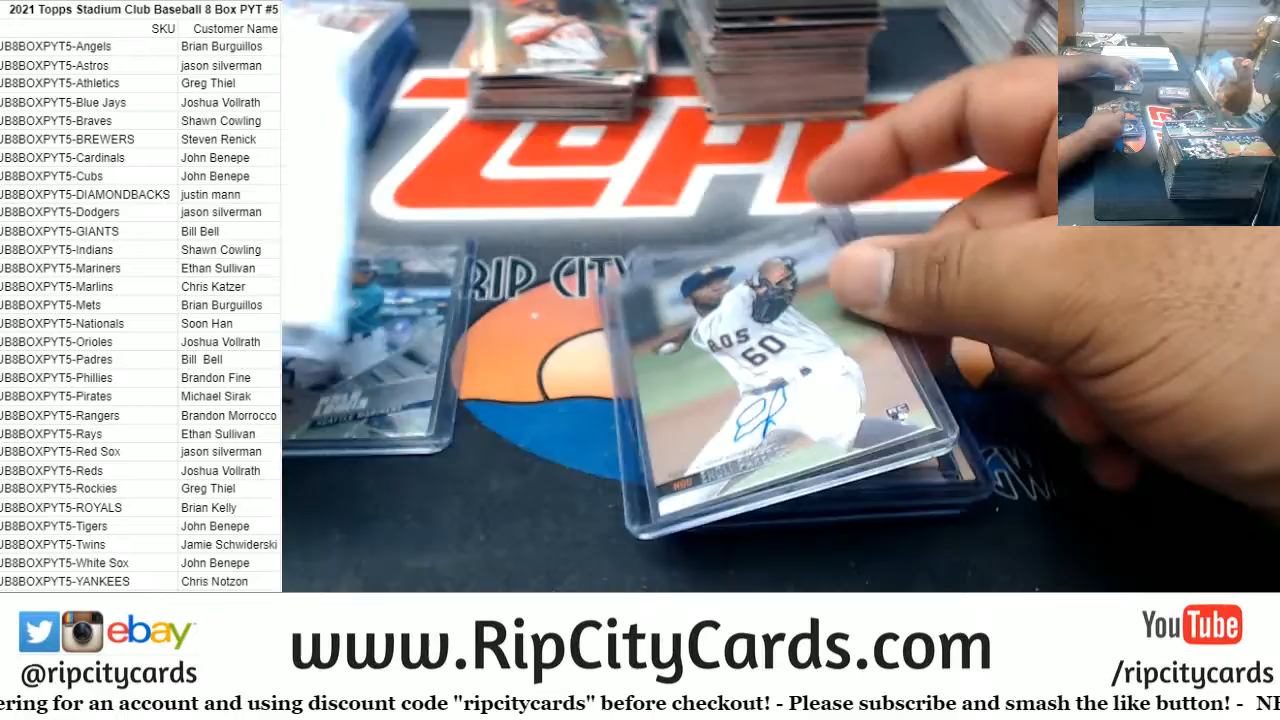 2021 Topps Stadium Club Baseball 8 Box PYT #5
SKU Customer Name
JB8BOXPYT5-Angels Brian Burguillos
JB8BOXPYT5-Astros jason silverman
JB8BOXPYT5-Athletics Greg Thiel
JB8BOXPYT5-Blue Jays Joshua Vollrath
JB8BOXPYT5-Braves Shawn Cowling
JB8BOXPYT5-BREWERS Steven Renick
JB8BOXPYT5-Cardinals John Benepe
JB8BOXPYT5-Cubs John Benepe
JB8BOXPYT5-DIAMONDBACKS justin mann
JB8BOXPYT5-Dodgers jason silverman
JB8BOXPYT5-GIANTS Bill Bell
JB8BOXPYT5-Indians Shawn Cowling
JB8BOXPYT5-Mariners Ethan Sullivan
JB8BOXPYT5-Marlins Chris Katzer
JB8BOXPYT5-Mets Brian Burguillos
JB8BOXPYT5-Nationals Soon Han
JB8BOXPYT5-Orioles Joshua Vollrath
JB8BOXPYT5-Padres Bill Bell
JB8BOXPYT5-Phillies Brandon Fine
JB8BOXPYT5-Pirates Michael Sirak
JB8BOXPYT5-Rangers Brandon Morrocco
JB8BOXPYT5-Rays Ethan Sullivan
JB8BOXPYT5-Red Sox jason silverman
JB8BOXPYT5-Reds Joshua Vollrath
JB8BOXPYT5-Rockies Greg Thiel
JB8BOXPYT5-ROYALS Brian Kelly
JB8BOXPYT5-Tigers John Benepe
JB8BOXPYT5-Twins Jamie Schwiderski
JB8BOXPYT5-White Sox John Benepe
JB8BOXPYT5-YANKEES Chris Notzon
RIP CITY
ROS
60
HOU
ebay
@ripcitycards
www.RipCityCards.com
YouTube
/ripcitycards
ering for an account and using discount code "ripcitycards" before checkout! - Please subscribe and smash the like button! -